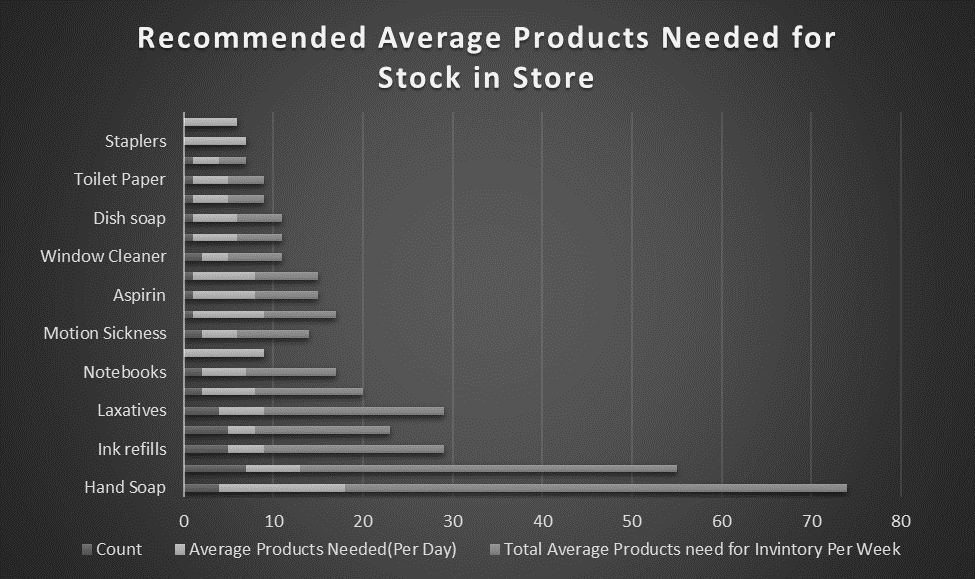 Recommended Average Products Needed for
Stock in Store
Staplers
Toilet Paper
Dish soap
Window Cleaner
Aspirin
Motion Sickness
Notebooks
Laxatives
Ink refills
Hand Soap
0 10 20 30 40 50 60 70 80
Count Average Products Needed(Per Day) Total Average Products need for Invintory Per Week